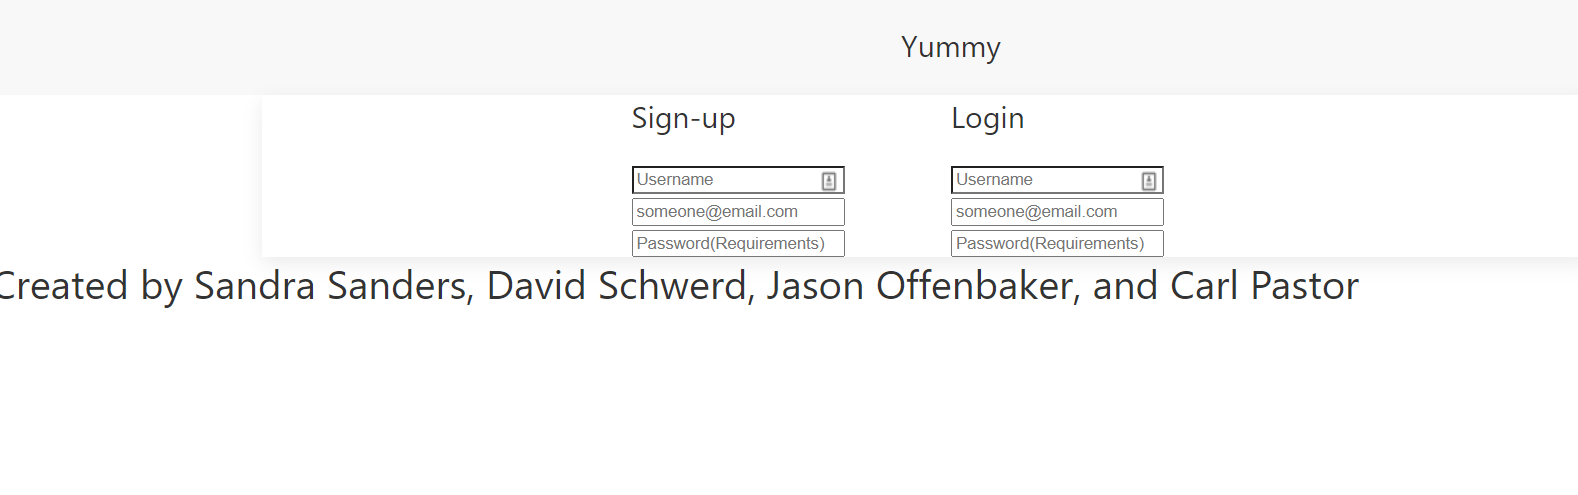 Yummy
Sign-up Login
Username Username
someone@email.com someone@email.com
Password(Requirements) Password(Requirements)
Created by Sandra Sanders, David Schwerd, Jason Offenbaker, and Carl Pastor